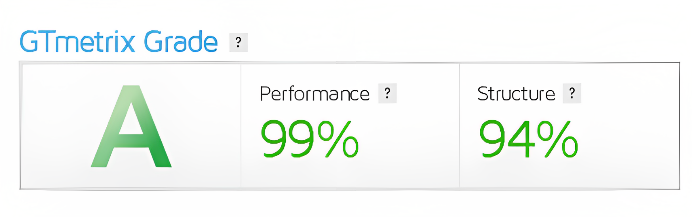 GTmetrix Grade ?
A
Performance ?
99%
Structure ?
94%